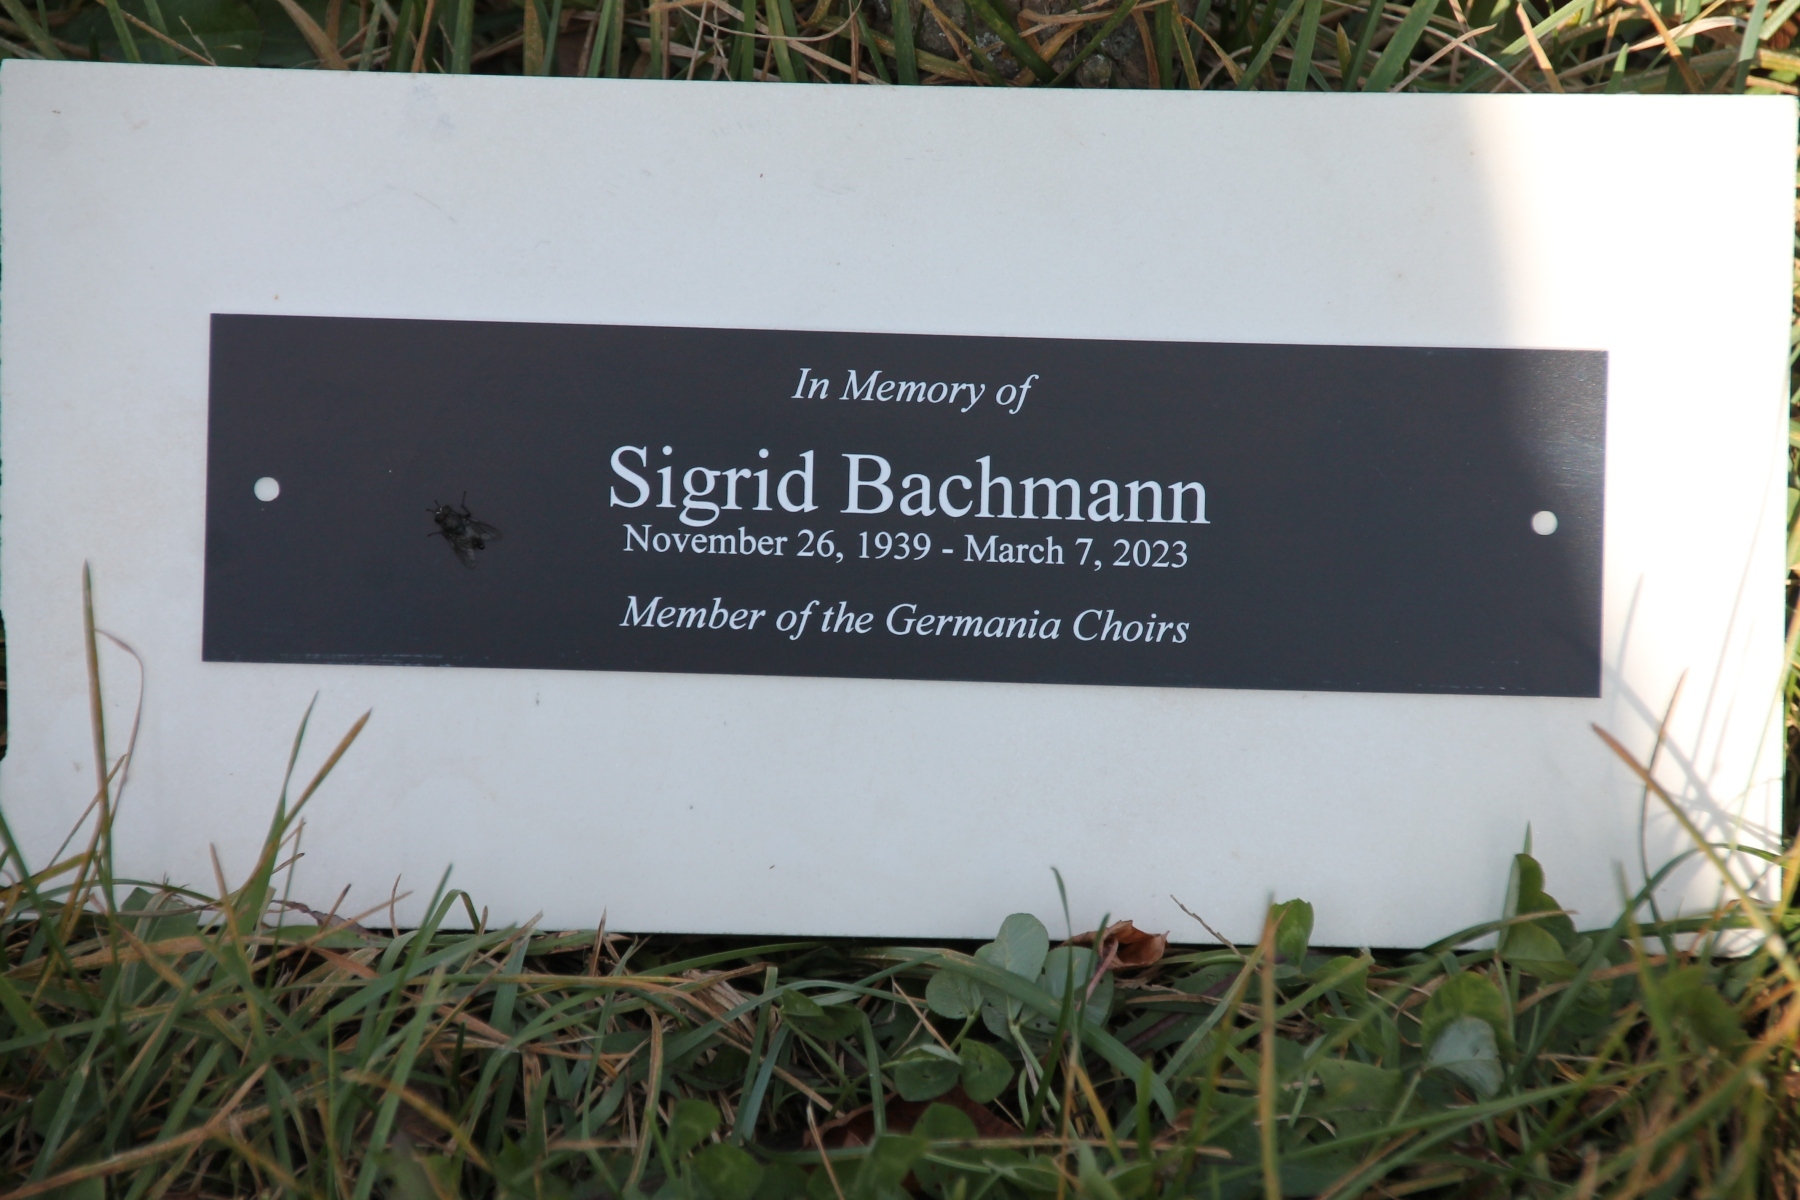 In Memory of
Sigrid Bachmann
November 26, 1939 - March 7, 2023
Member of the Germania Choirs